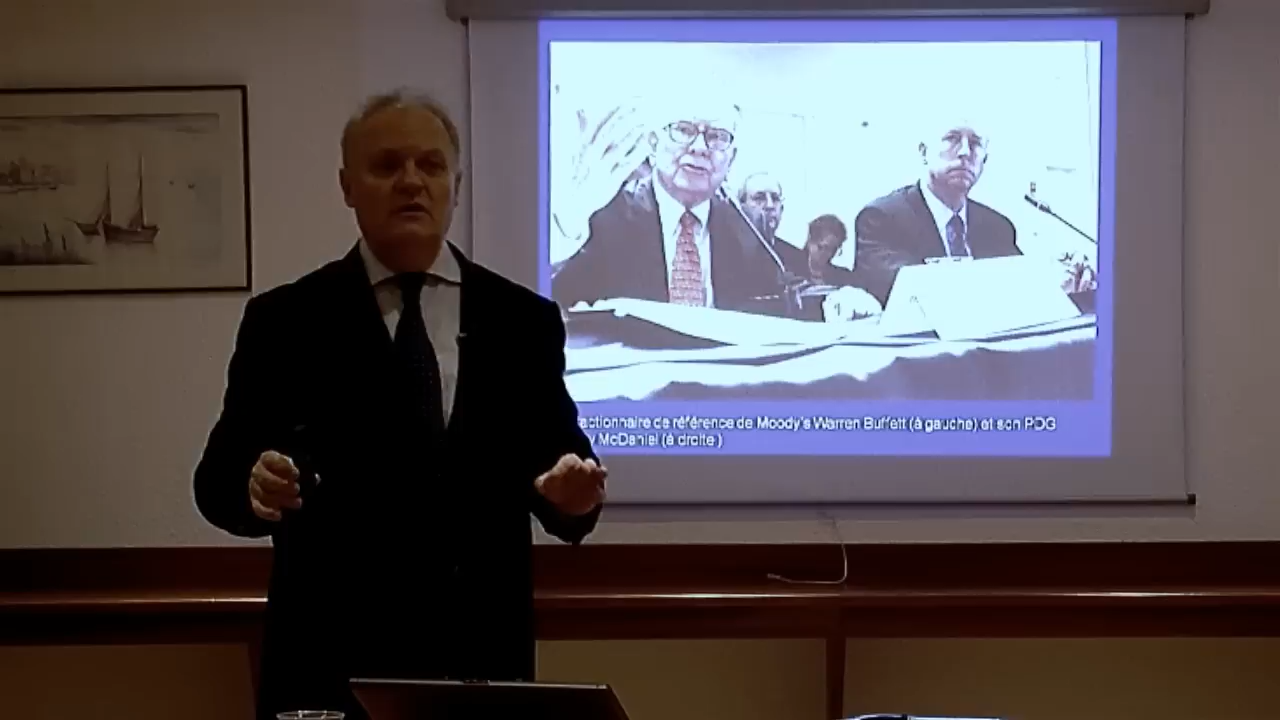 actionnaire de référence de Moody's Warren Buffett (à gauche) et son PDG
McDaniel (à droite)